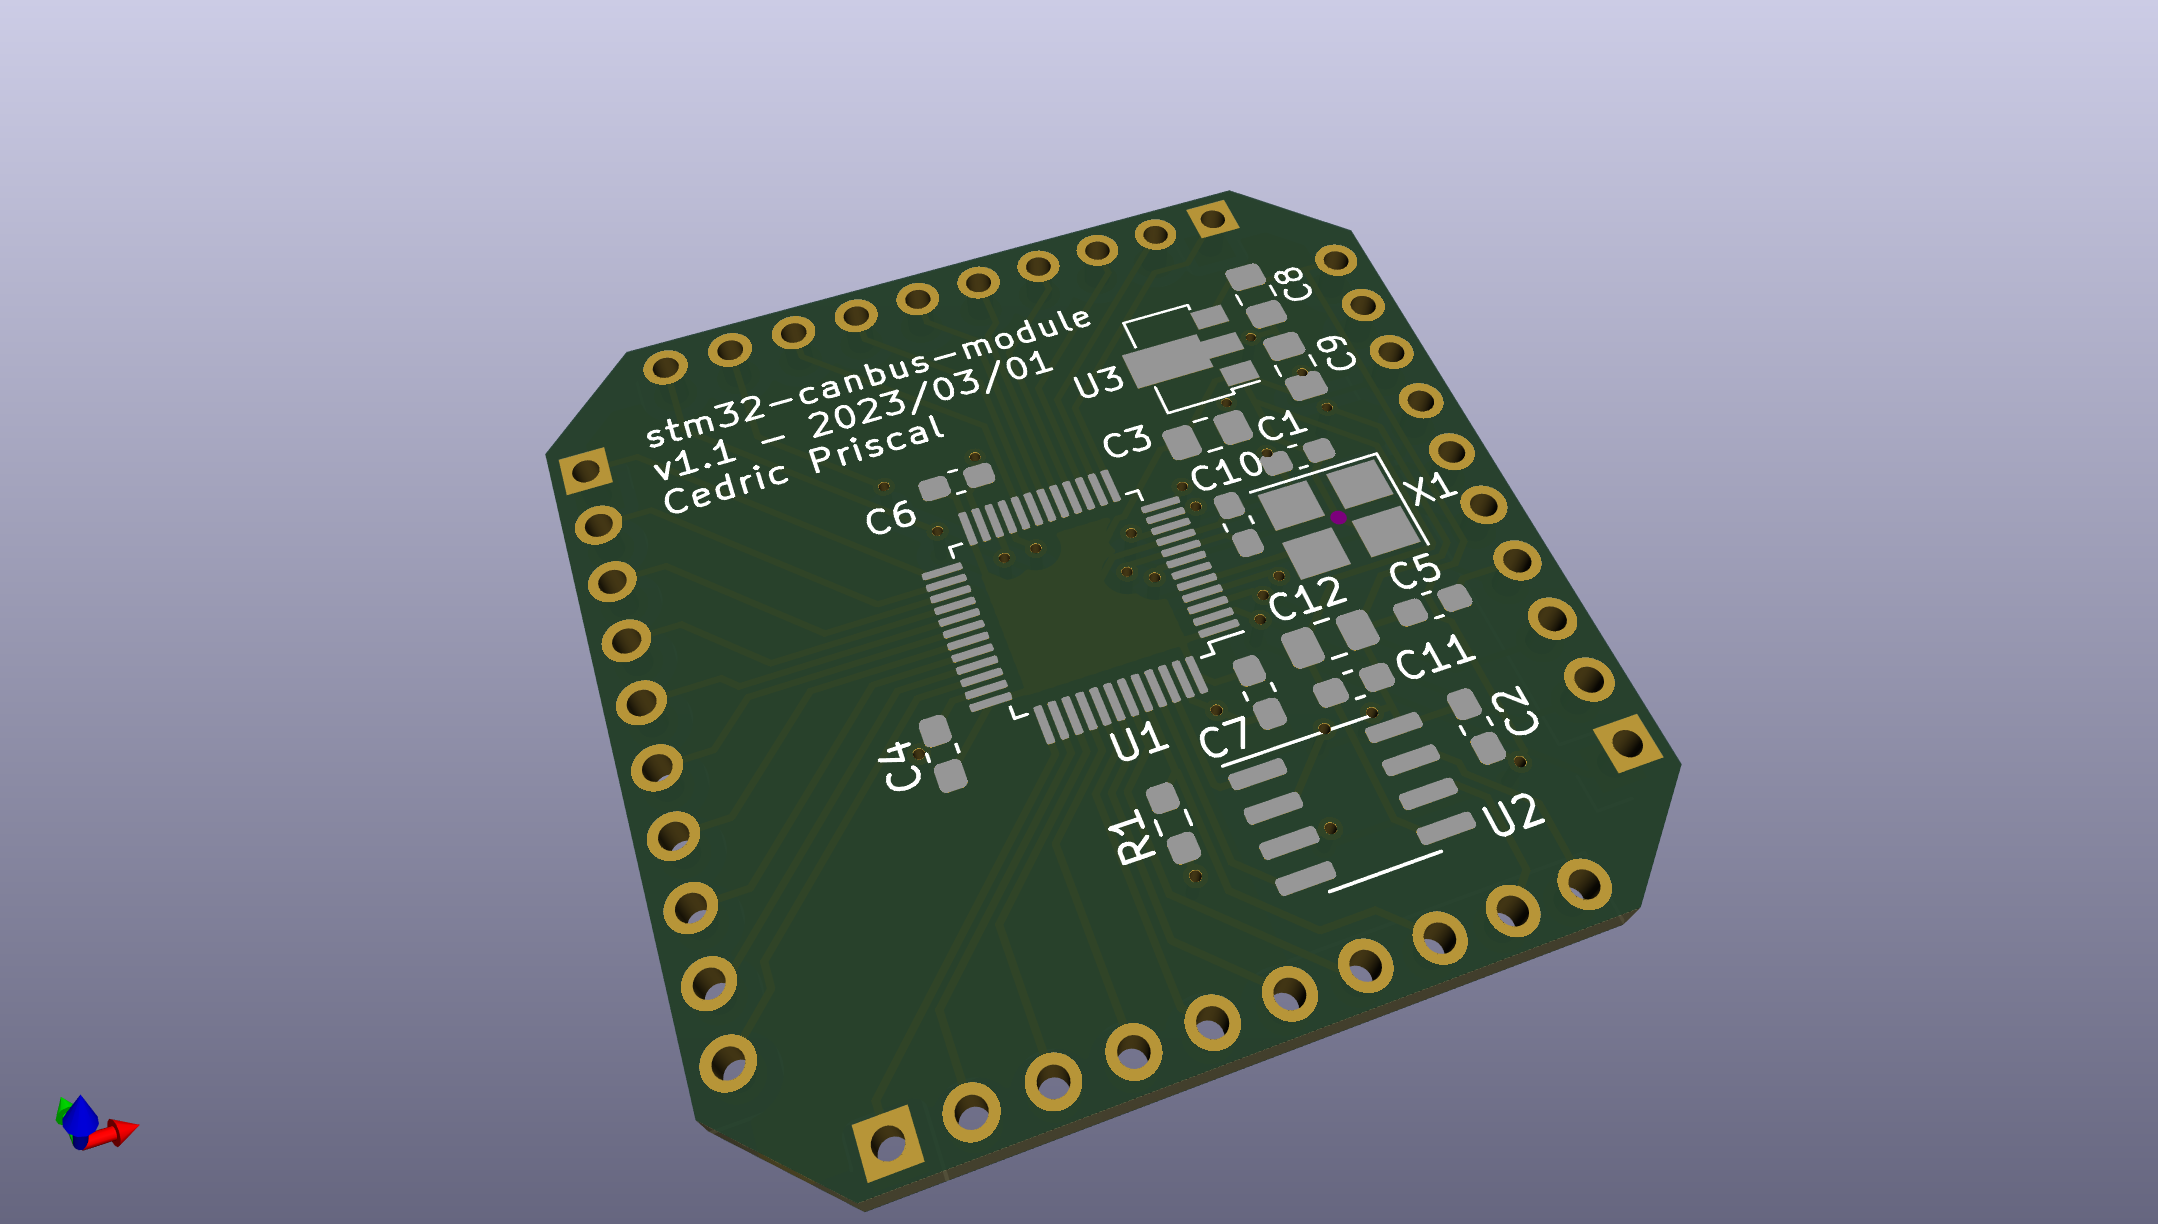 stm32-canbus-module
v1.1 - 2023/03/01
Cedric Priscal
C8
C9
U3
C1
C3
C10
X1
C6
C5
C12
C11
C2
C7
U1
C4
U2
R1